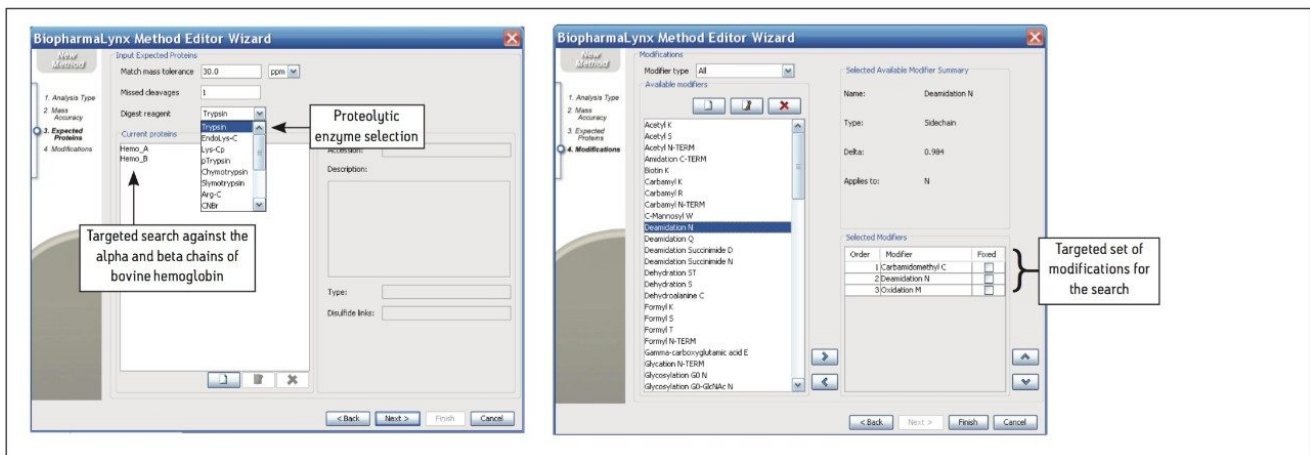 BiopharmaLynx Method Editor Wizard
New Method
1. Analysis Type
2 Mass Accuracy
3. Expected Proteins
4 Modifications
Input Expected Proteins
Match mass tolerance 30.0 ppm
Missed cleavages 1
Digest reagent Trypsin
Trypsin
EndoLys-C
Lys-Cp
pTrypsin
Chymotrypsin
Slymotrypsin
Arg-C
CNBr
Proteolytic
enzyme selection
Current proteins
Hemo_A
Hemo_B
Targeted search against the
alpha and beta chains of
bovine hemoglobin
Accession:
Description:
Type:
Disulfide links:
< Back Next > Finish Cancel
BiopharmaLynx Method Editor Wizard
New Method
1. Analysis Type
2 Mass Accuracy
3 Expected Proteins
4. Modifications
Modifications
Modifier type All
Available modifiers
Acetyl K
Acetyl S
Acetyl N-TERM
Amidation C-TERM
Biotin K
Carbamyl K
Carbamyl R
Carbamyl N-TERM
C-Mannosyl W
Deamidation N
Deamidation Q
Deamidation Succinimide D
Deamidation Succinimide N
Dehydration ST
Dehydration S
Dehydroalanine C
Formyl K
Formyl S
Formyl T
Formyl N-TERM
Gamma-carboxyglutamic acid E
Glycation N-TERM
Glycosylation G0 N
Glycosylation G0-GlcNAc N
Selected Available Modifier Summary
Name: Deamidation N
Type: Sidechain
Delta: 0.984
Applies to: N
Selected Modifiers
Order Modifier Fixed
1 Carbamidomethyl C
2 Deamidation N
3 Oxidation M
Targeted set of
modifications for
the search
< Back Next > Finish Cancel